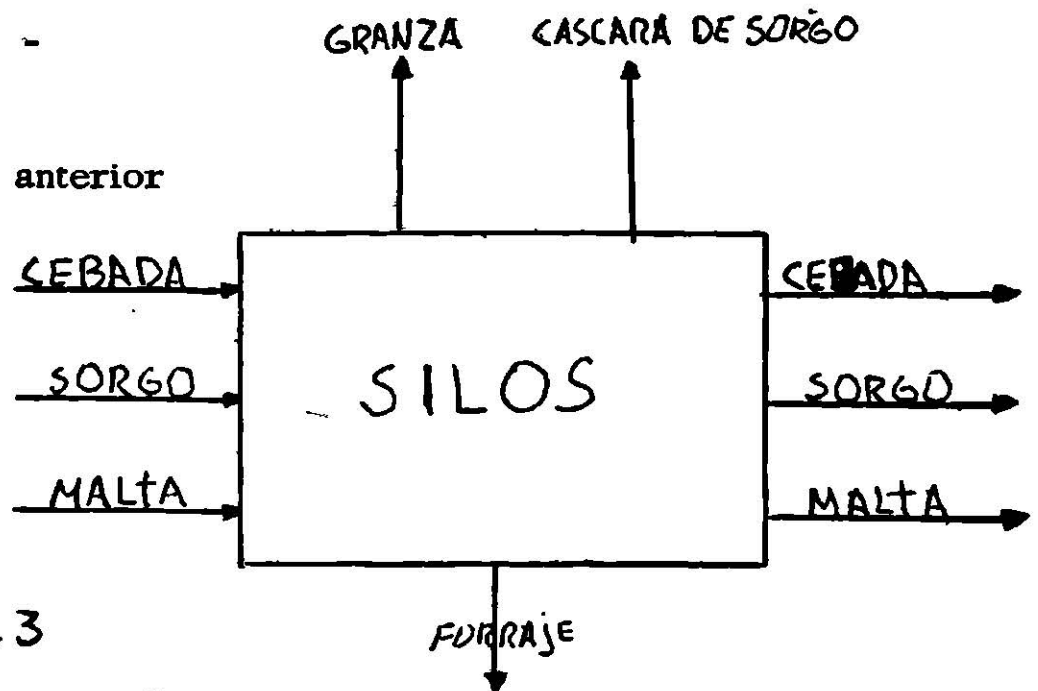 -
GRANZA CASCARA DE SORGO
anterior
CEBADA CEBADA
SORGO SILOS SORGO
MALTA MALTA
. 3
FORRAJE